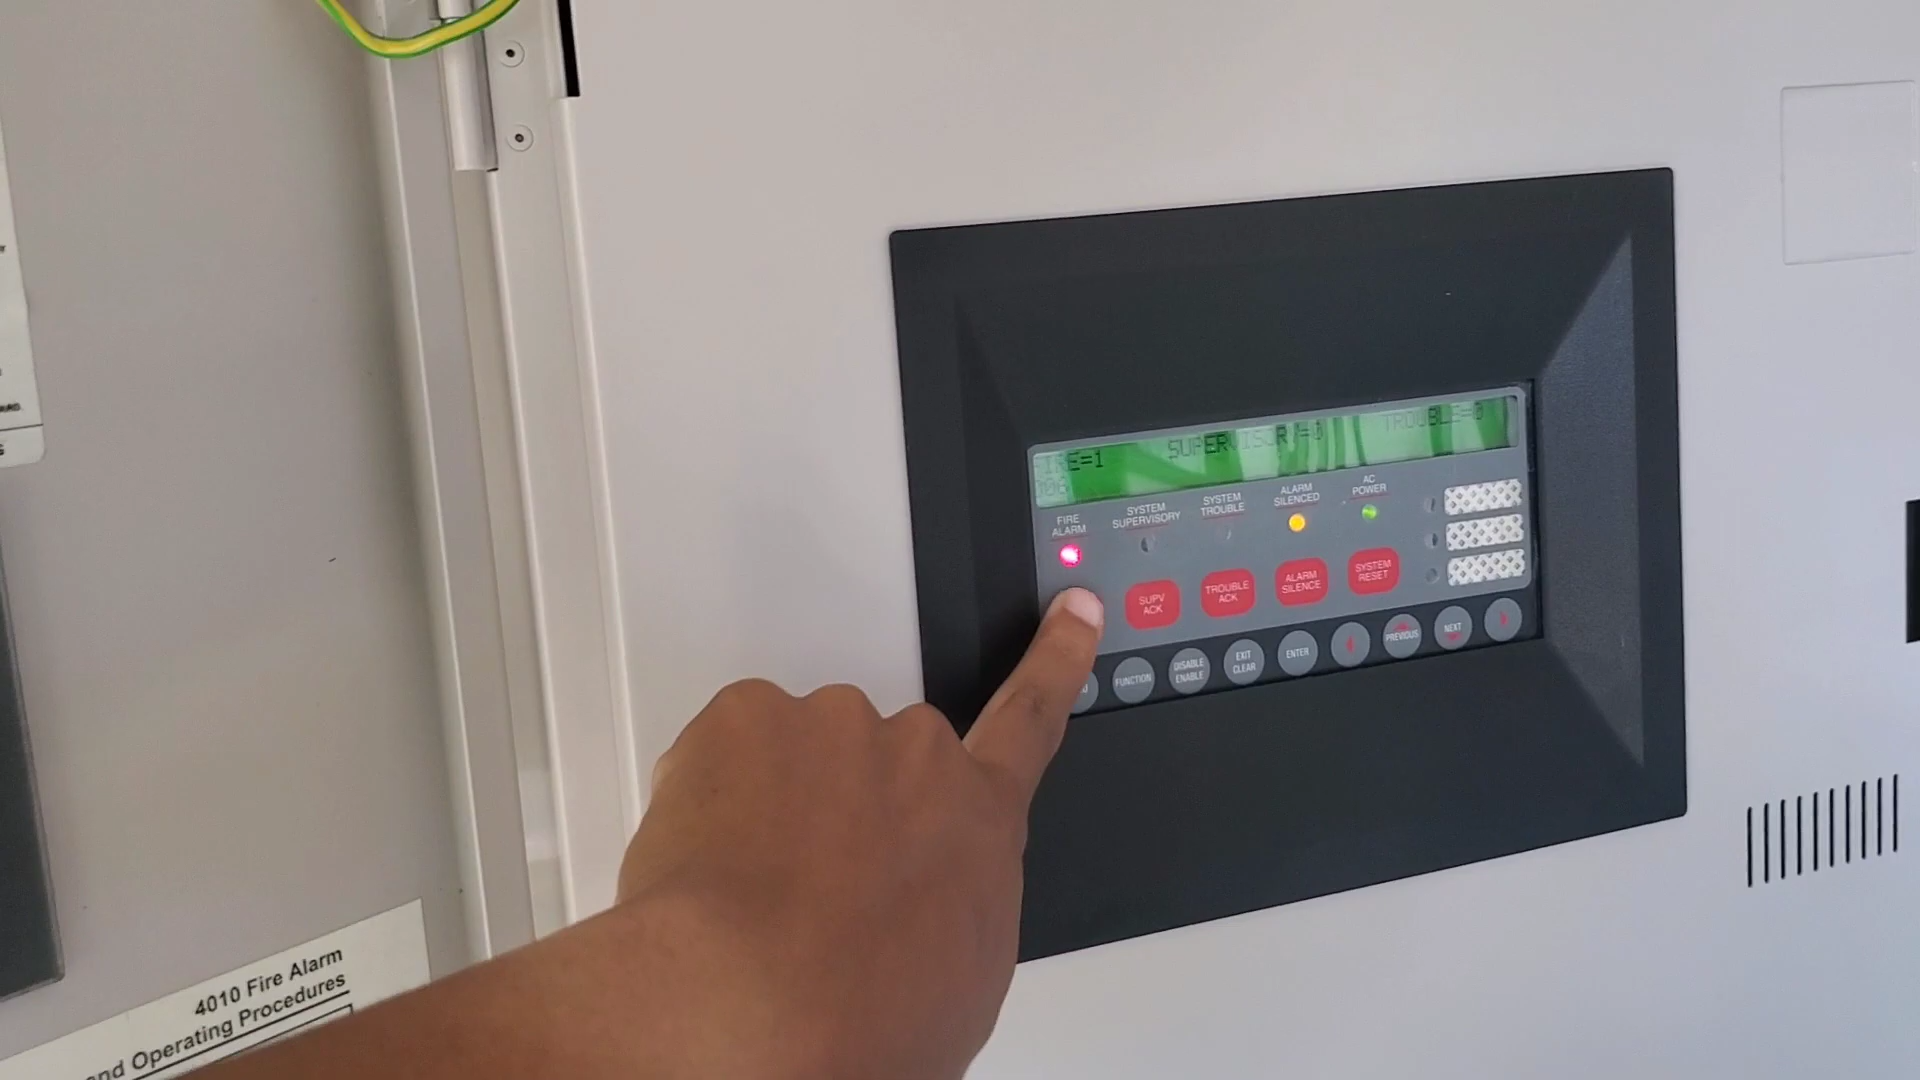 FIRE=1 SUPERVISORY=0 TROUBLE=0
FIRE
ALARM
SYSTEM
SUPERVISORY
SYSTEM
TROUBLE
ALARM
SILENCED
AC
POWER
SUPV
ACK
TROUBLE
ACK
ALARM
SILENCE
SYSTEM
RESET
FUNCTION
DISABLE
ENABLE
EXIT
CLEAR
ENTER
PREVIOUS
NEXT
4010 Fire Alarm
and Operating Procedures